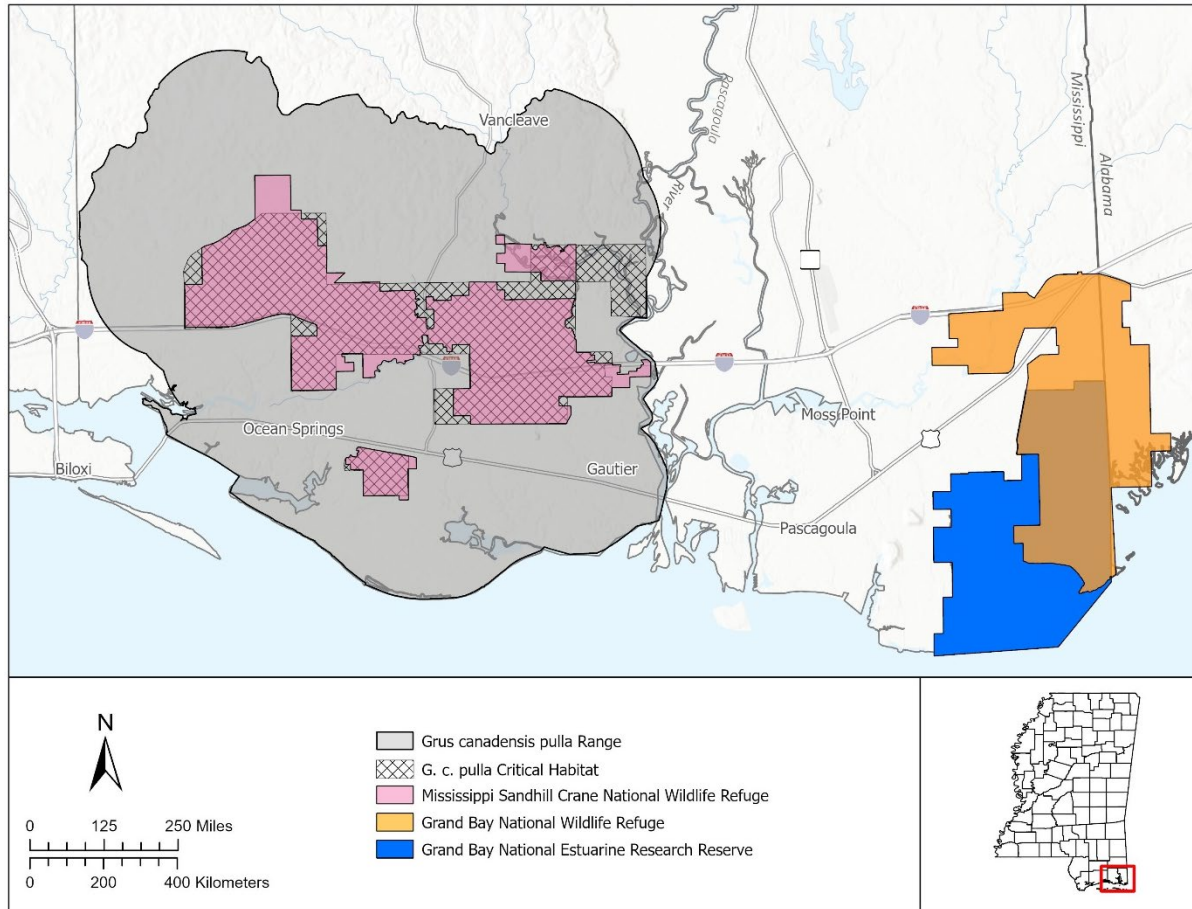 Vancleave
Pascagoula
River
Mississippi
Alabama
Ocean Springs
Biloxi
Gautier
Moss Point
Pascagoula
N
0 125 250 Miles
0 200 400 Kilometers
Grus canadensis pulla Range
G. c. pulla Critical Habitat
Mississippi Sandhill Crane National Wildlife Refuge
Grand Bay National Wildlife Refuge
Grand Bay National Estuarine Research Reserve